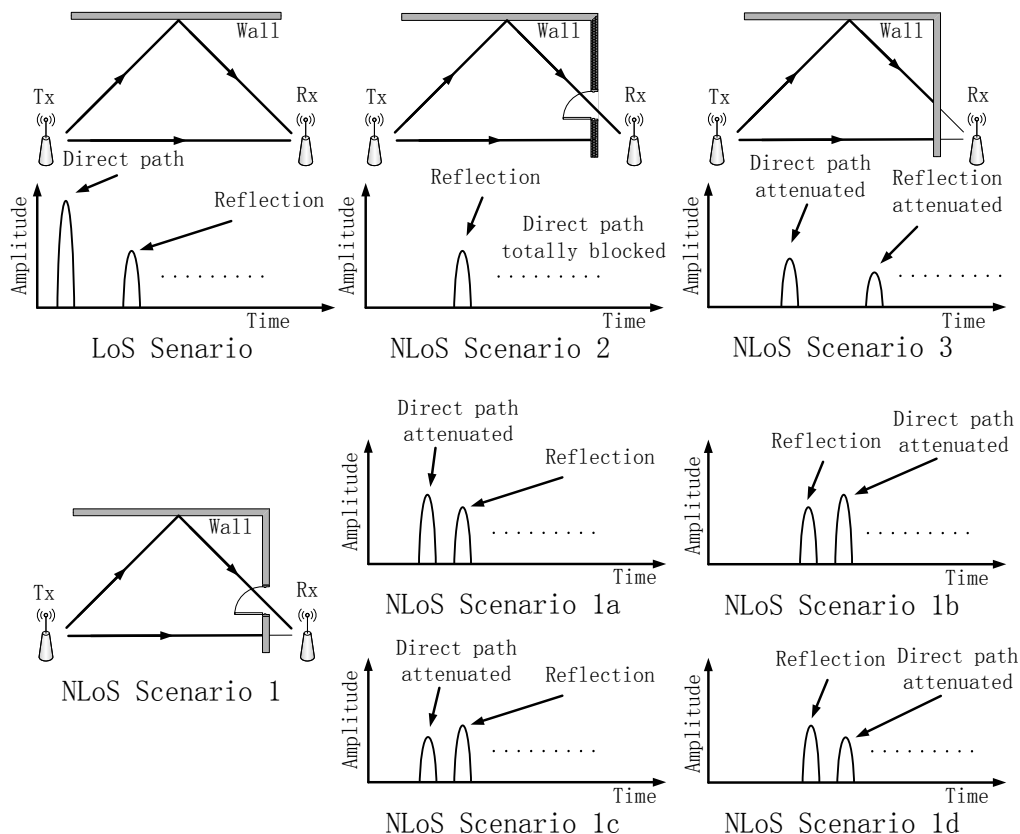 Wall
Tx
Rx
Direct path
Reflection
Amplitude
Time
LoS Senario
Wall
Tx
Rx
Reflection
Direct path
totally blocked
Amplitude
Time
NLoS Scenario 2
Wall
Tx
Rx
Direct path
attenuated
Reflection
attenuated
Amplitude
Time
NLoS Scenario 3
Wall
Tx
Rx
NLoS Scenario 1
Direct path
attenuated
Reflection
Amplitude
Time
NLoS Scenario 1a
Reflection
Direct path
attenuated
Amplitude
Time
NLoS Scenario 1b
Direct path
attenuated
Reflection
Amplitude
Time
NLoS Scenario 1c
Reflection
Direct path
attenuated
Amplitude
Time
NLoS Scenario 1d